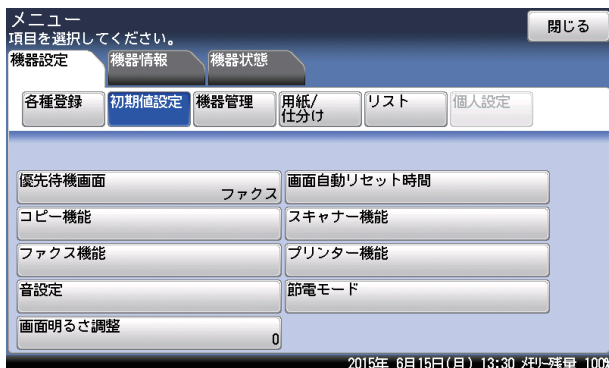 メニュー
項目を選択してください。
閉じる
機器設定 機器情報 機器状態
各種登録 初期値設定 機器管理 用紙/
仕分け リスト 個人設定
優先待機画面
ファクス
画面自動リセット時間
コピー機能 スキャナー機能
ファクス機能 プリンター機能
音設定 節電モード
画面明るさ調整
0
2015年 6月15日(月) 13:30 メモリー残量 100%